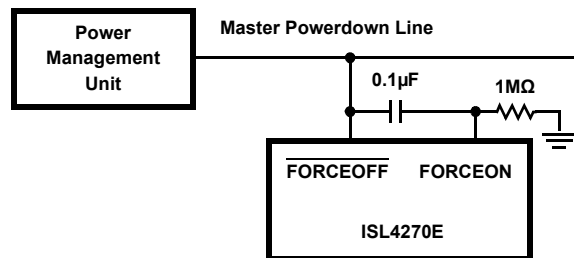 Power
Management
Unit
Master Powerdown Line
0.1µF
1MΩ
FORCEOFF FORCEON
ISL4270E